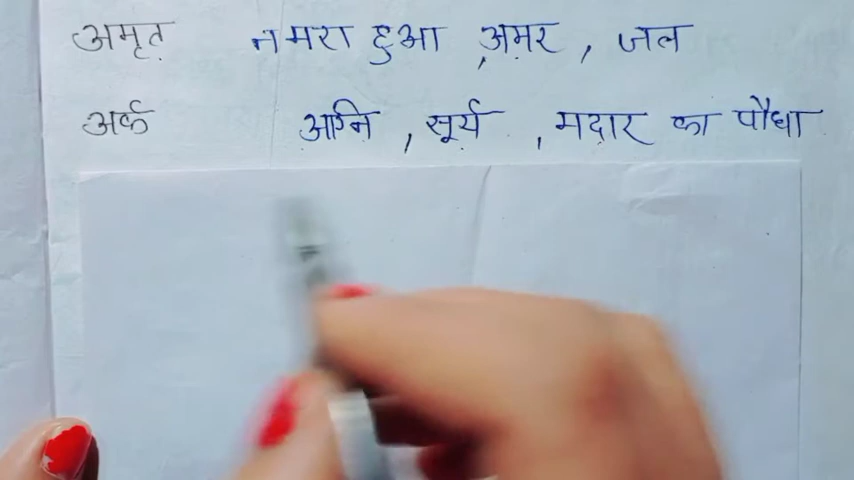 अमृत न मरा हुआ ,अमर , जल
अर्क अग्नि , सूर्य , मदार का पौधा